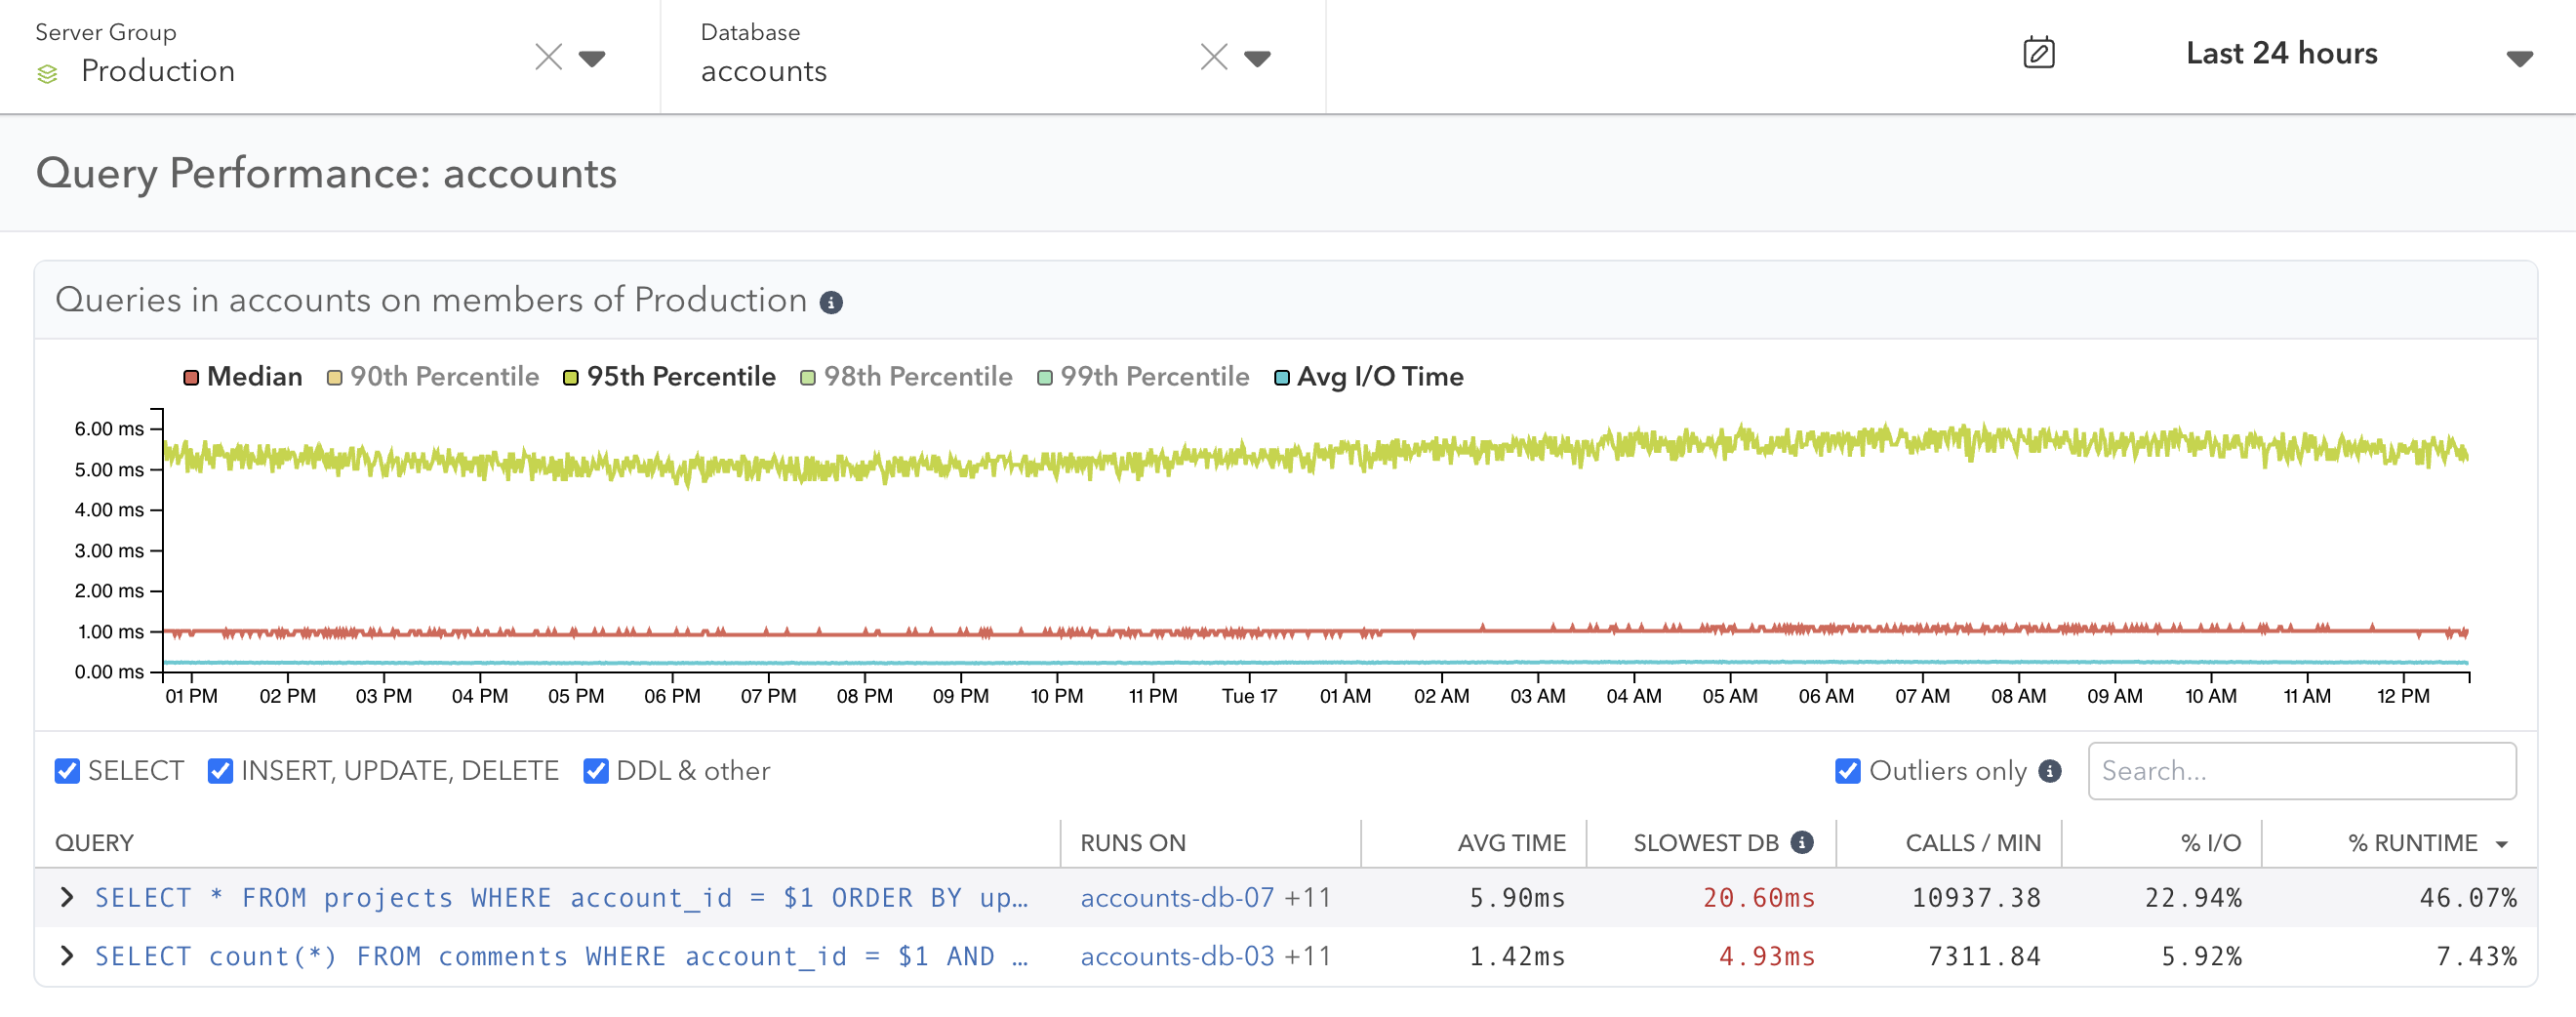 Server Group
Production
Database
accounts
Last 24 hours
Query Performance: accounts
Queries in accounts on members of Production
Median 90th Percentile 95th Percentile 98th Percentile 99th Percentile Avg I/O Time
6.00 ms
5.00 ms
4.00 ms
3.00 ms
2.00 ms
1.00 ms
0.00 ms
01 PM 02 PM 03 PM 04 PM 05 PM 06 PM 07 PM 08 PM 09 PM 10 PM 11 PM Tue 17 01 AM 02 AM 03 AM 04 AM 05 AM 06 AM 07 AM 08 AM 09 AM 10 AM 11 AM 12 PM
SELECT INSERT, UPDATE, DELETE DDL & other Outliers only Search...
QUERY RUNS ON AVG TIME SLOWEST DB CALLS / MIN % I/O % RUNTIME
SELECT * FROM projects WHERE account_id = $1 ORDER BY up… accounts-db-07 +11 5.90ms 20.60ms 10937.38 22.94% 46.07%
SELECT count(*) FROM comments WHERE account_id = $1 AND … accounts-db-03 +11 1.42ms 4.93ms 7311.84 5.92% 7.43%